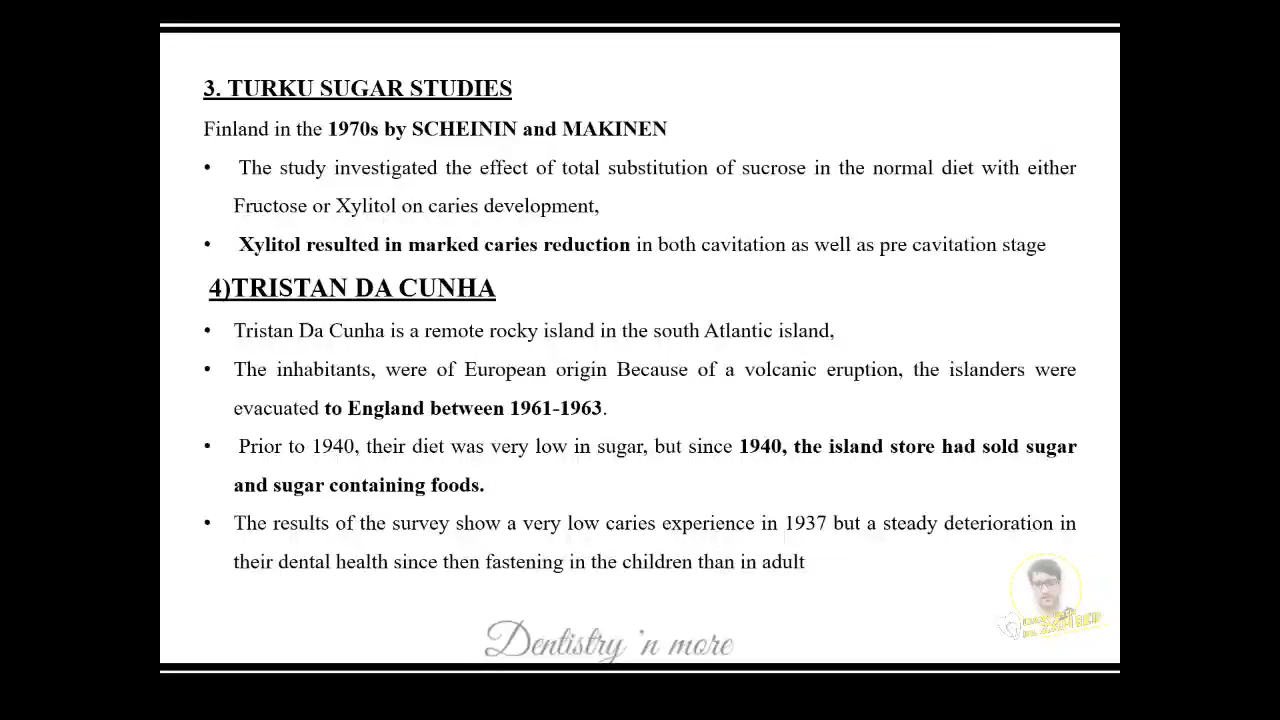 3. TURKU SUGAR STUDIES
Finland in the 1970s by SCHEININ and MAKINEN
• The study investigated the effect of total substitution of sucrose in the normal diet with either
Fructose or Xylitol on caries development,
• Xylitol resulted in marked caries reduction in both cavitation as well as pre cavitation stage
4)TRISTAN DA CUNHA
• Tristan Da Cunha is a remote rocky island in the south Atlantic island,
• The inhabitants, were of European origin Because of a volcanic eruption, the islanders were
evacuated to England between 1961-1963.
• Prior to 1940, their diet was very low in sugar, but since 1940, the island store had sold sugar
and sugar containing foods.
• The results of the survey show a very low caries experience in 1937 but a steady deterioration in
their dental health since then fastening in the children than in adult
Dentistry 'n more